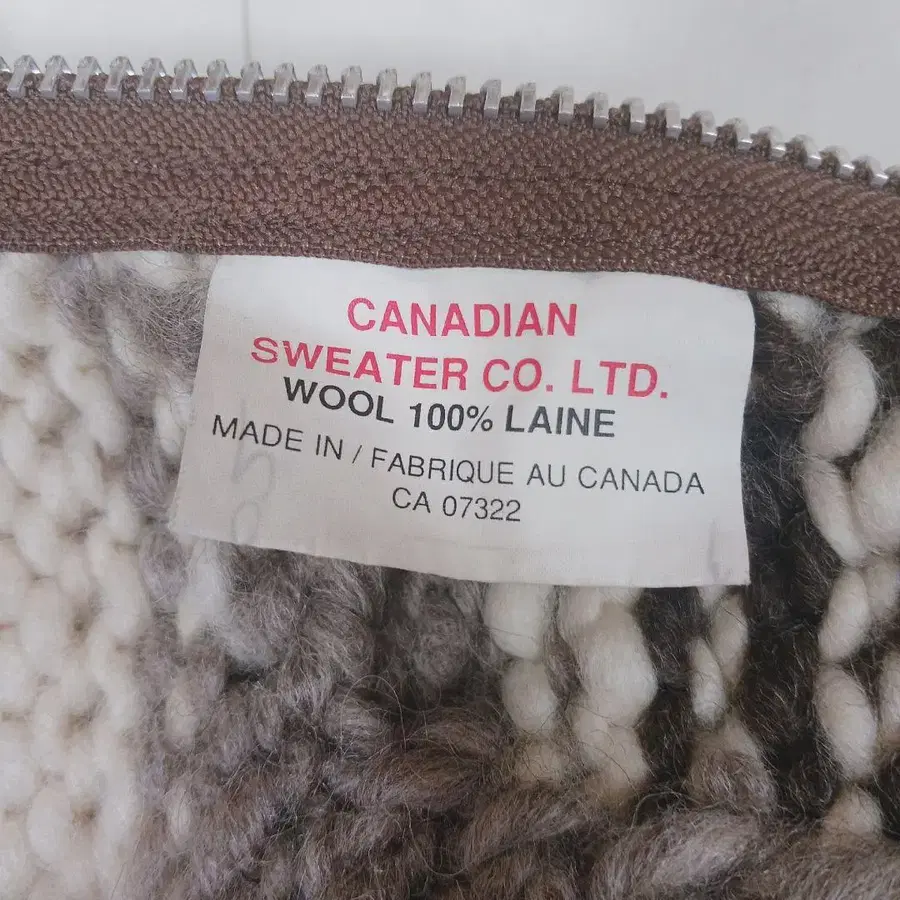 CANADIAN
SWEATER CO. LTD.
WOOL 100% LAINE
MADE IN / FABRIQUE AU CANADA
CA 07322